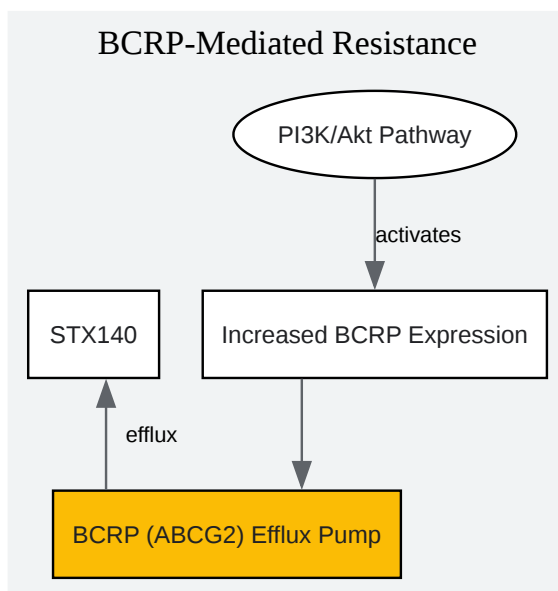 BCRP-Mediated Resistance
PI3K/Akt Pathway
activates
STX140
Increased BCRP Expression
efflux
BCRP (ABCG2) Efflux Pump